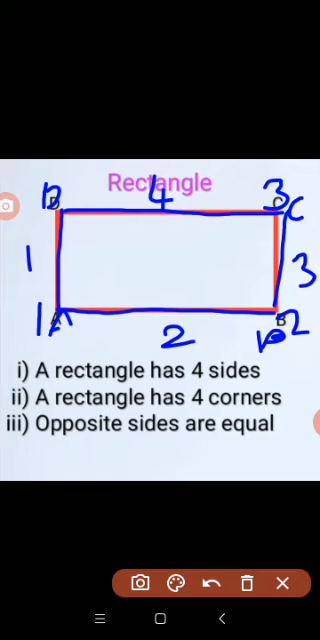 Rectangle
D 4 3 C
1 3
1 A 2 B 2
i) A rectangle has 4 sides
ii) A rectangle has 4 corners
iii) Opposite sides are equal